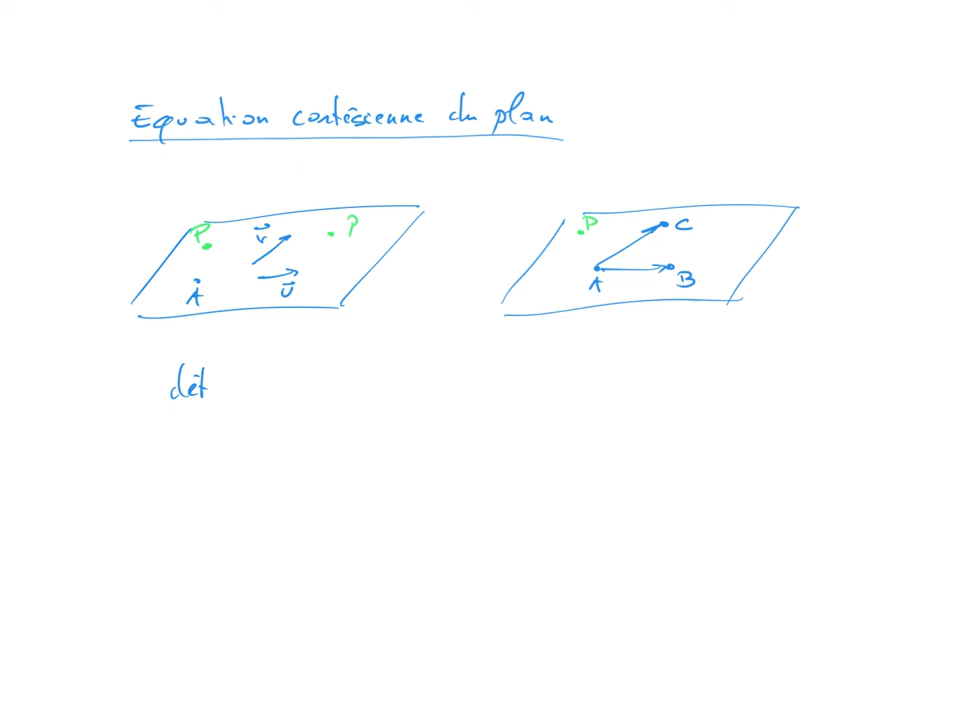 Equation cartésienne du plan
P v⃗ P
A u⃗
P C
A B
dét